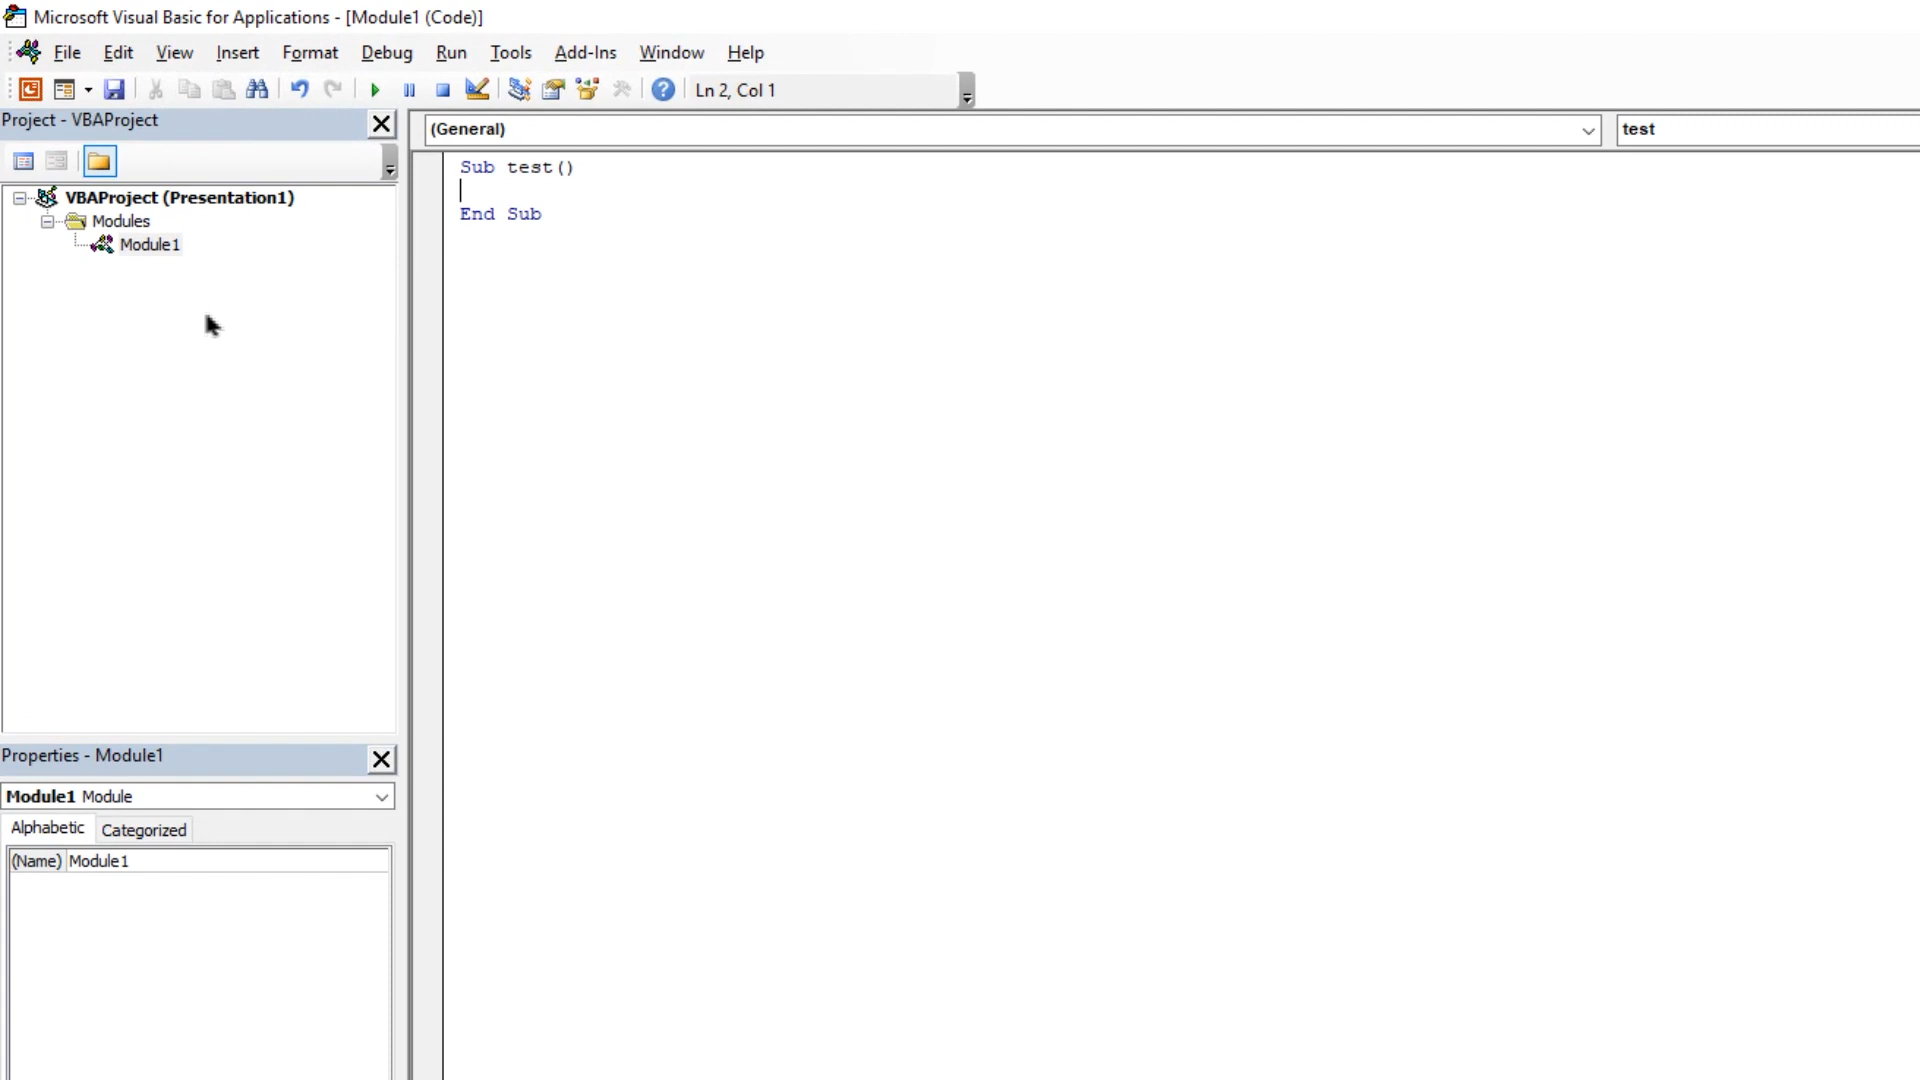 Microsoft Visual Basic for Applications - [Module1 (Code)]
File Edit View Insert Format Debug Run Tools Add-Ins Window Help
Ln 2, Col 1
Project - VBAProject
(General)
test
VBAProject (Presentation1)
Modules
Module1
Sub test()
End Sub
Properties - Module1
Module1 Module
Alphabetic Categorized
(Name) Module1